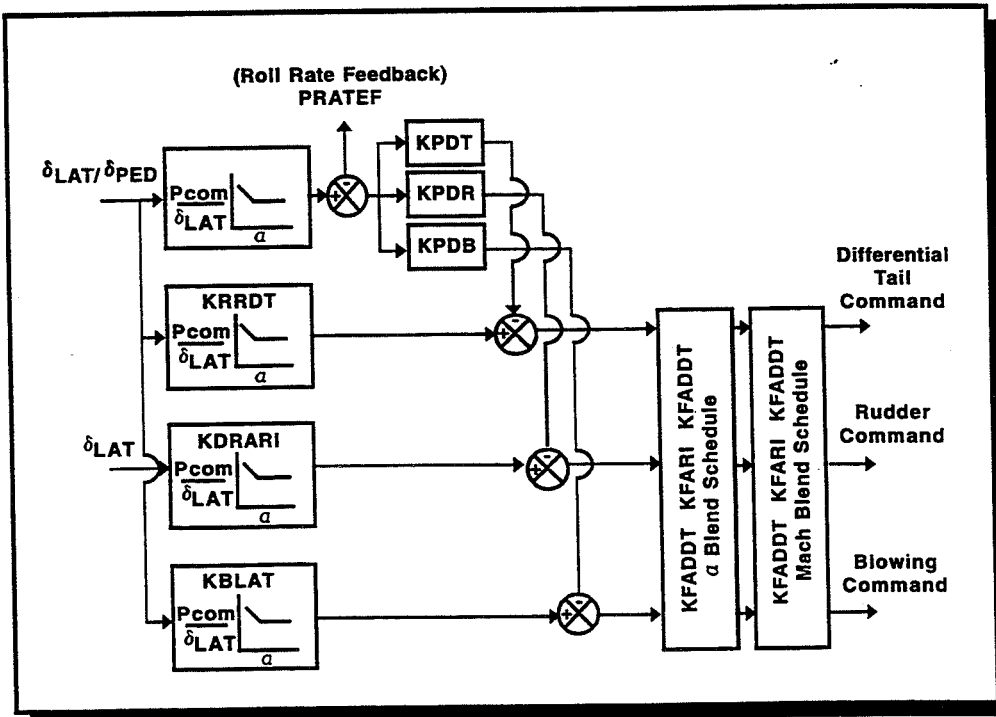 (Roll Rate Feedback)
PRATEF
δLAT/δPED
Pcom
δLAT
α
+
-
KPDT
KPDR
KPDB
KRRDT
Pcom
δLAT
α
+
-
δLAT
KDRARI
Pcom
δLAT
α
+
-
KBLAT
Pcom
δLAT
α
+
-
KFADDT KFARI KFADDT
α Blend Schedule
KFADDT KFARI KFADDT
Mach Blend Schedule
Differential
Tail
Command
Rudder
Command
Blowing
Command